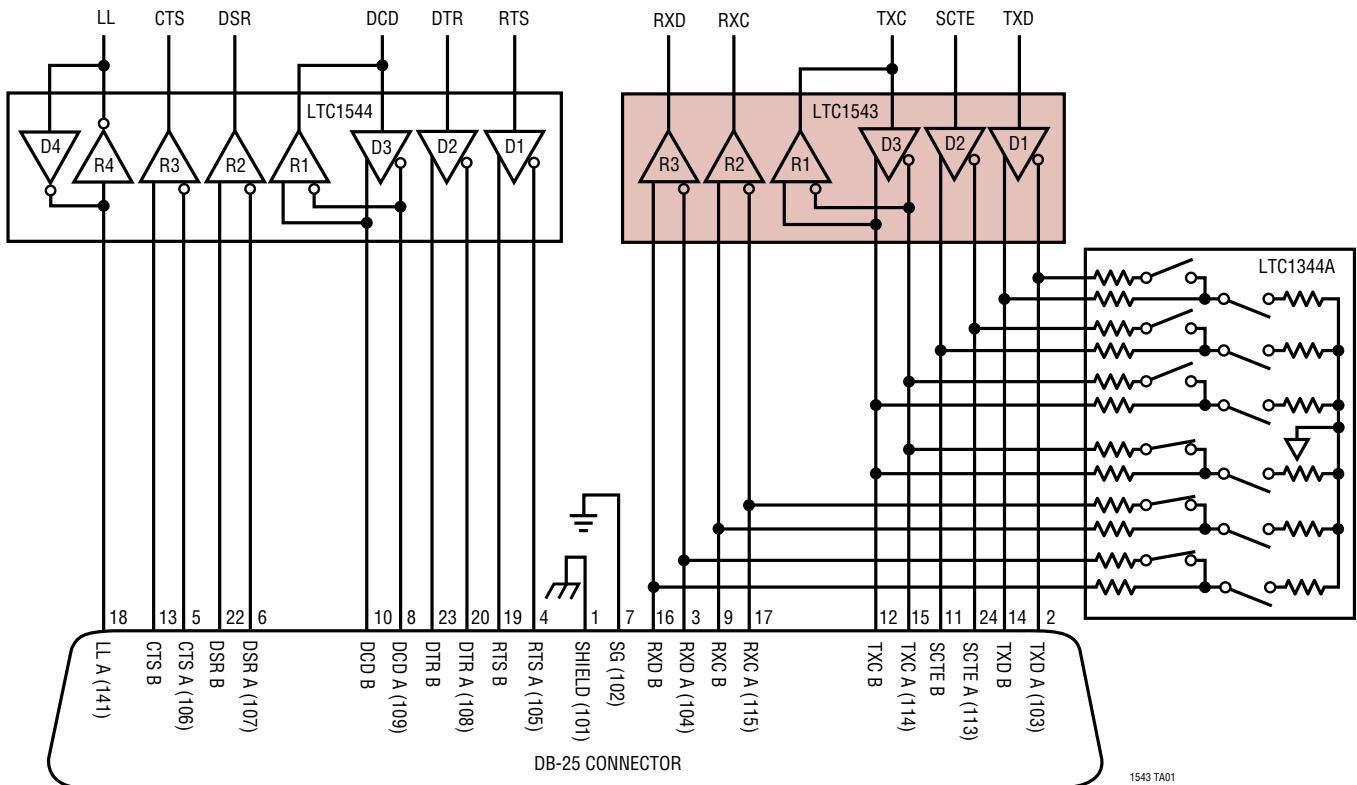 LL CTS DSR DCD DTR RTS RXD RXC TXC SCTE TXD
LTC1544 LTC1543
D4 R4 R3 R2 R1 D3 D2 D1 R3 R2 R1 D3 D2 D1
LTC1344A
18 13 5 22 6 10 8 23 20 19 4 1 7 16 3 9 17 12 15 11 24 14 2
LL A (141)
CTS B
CTS A (106)
DSR B
DSR A (107)
DCD B
DCD A (109)
DTR B
DTR A (108)
RTS B
RTS A (105)
SHIELD (101)
SG (102)
RXD B
RXD A (104)
RXC B
RXC A (115)
TXC B
TXC A (114)
SCTE B
SCTE A (113)
TXD B
TXD A (103)
DB-25 CONNECTOR
1543 TA01